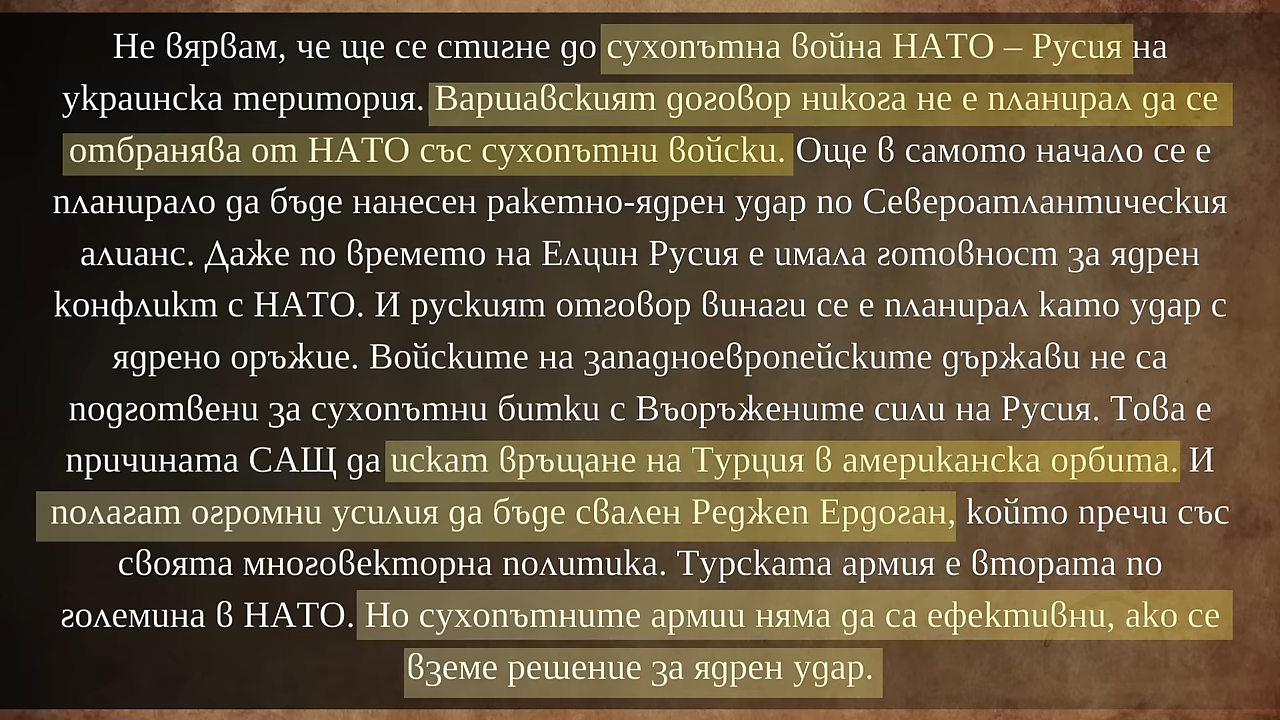 Не вярвам, че ще се стигне до сухопътна война НАТО – Русия на
украинска територия. Варшавският договор никога не е планирал да се
отбранява от НАТО със сухопътни войски. Още в самото начало се е
планирало да бъде нанесен ракетно-ядрен удар по Североатлантическия
алианс. Даже по времето на Елцин Русия е имала готовност за ядрен
конфликт с НАТО. И руският отговор винаги се е планирал като удар с
ядрено оръжие. Войските на западноевропейските държави не са
подготвени за сухопътни битки с Въоръжените сили на Русия. Това е
причината САЩ да искат връщане на Турция в американска орбита. И
полагат огромни усилия да бъде свален Реджеп Ердоган, който пречи със
своята многовекторна политика. Турската армия е втората по
големина в НАТО. Но сухопътните армии няма да са ефективни, ако се
вземе решение за ядрен удар.